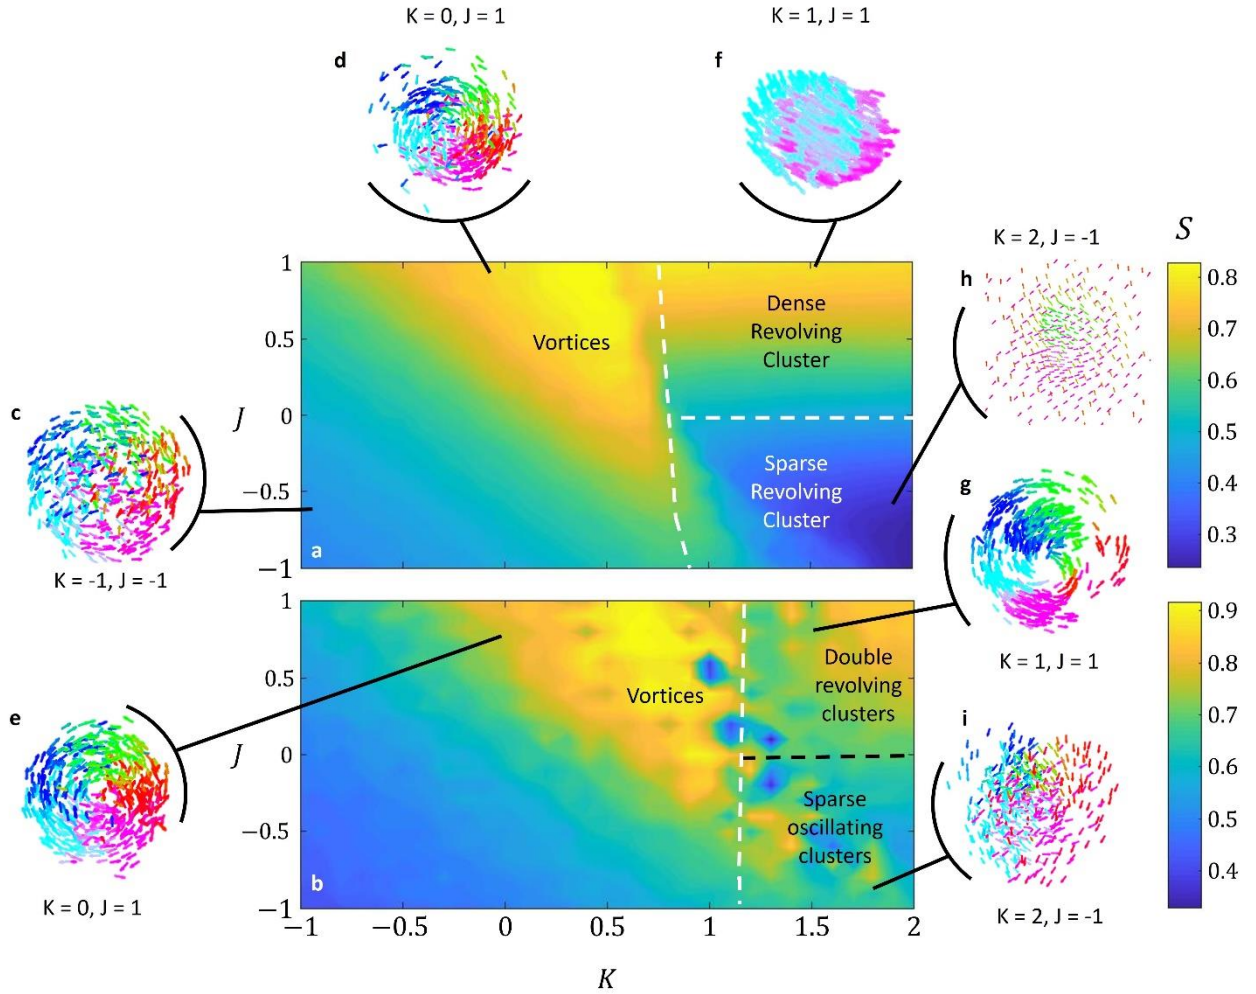 K = 0, J = 1
K = 1, J = 1
d
f
K = 2, J = -1
S
h
1
0.5
0
−0.5
−1
J
Vortices
Dense
Revolving
Cluster
Sparse
Revolving
Cluster
a
0.8
0.7
0.6
0.5
0.4
0.3
c
K = -1, J = -1
g
K = 1, J = 1
1
0.5
0
−0.5
−1
J
Vortices
Double
revolving
clusters
Sparse
oscillating
clusters
b
0.9
0.8
0.7
0.6
0.5
0.4
e
K = 0, J = 1
i
K = 2, J = -1
−1
−0.5
0
0.5
1
1.5
2
K